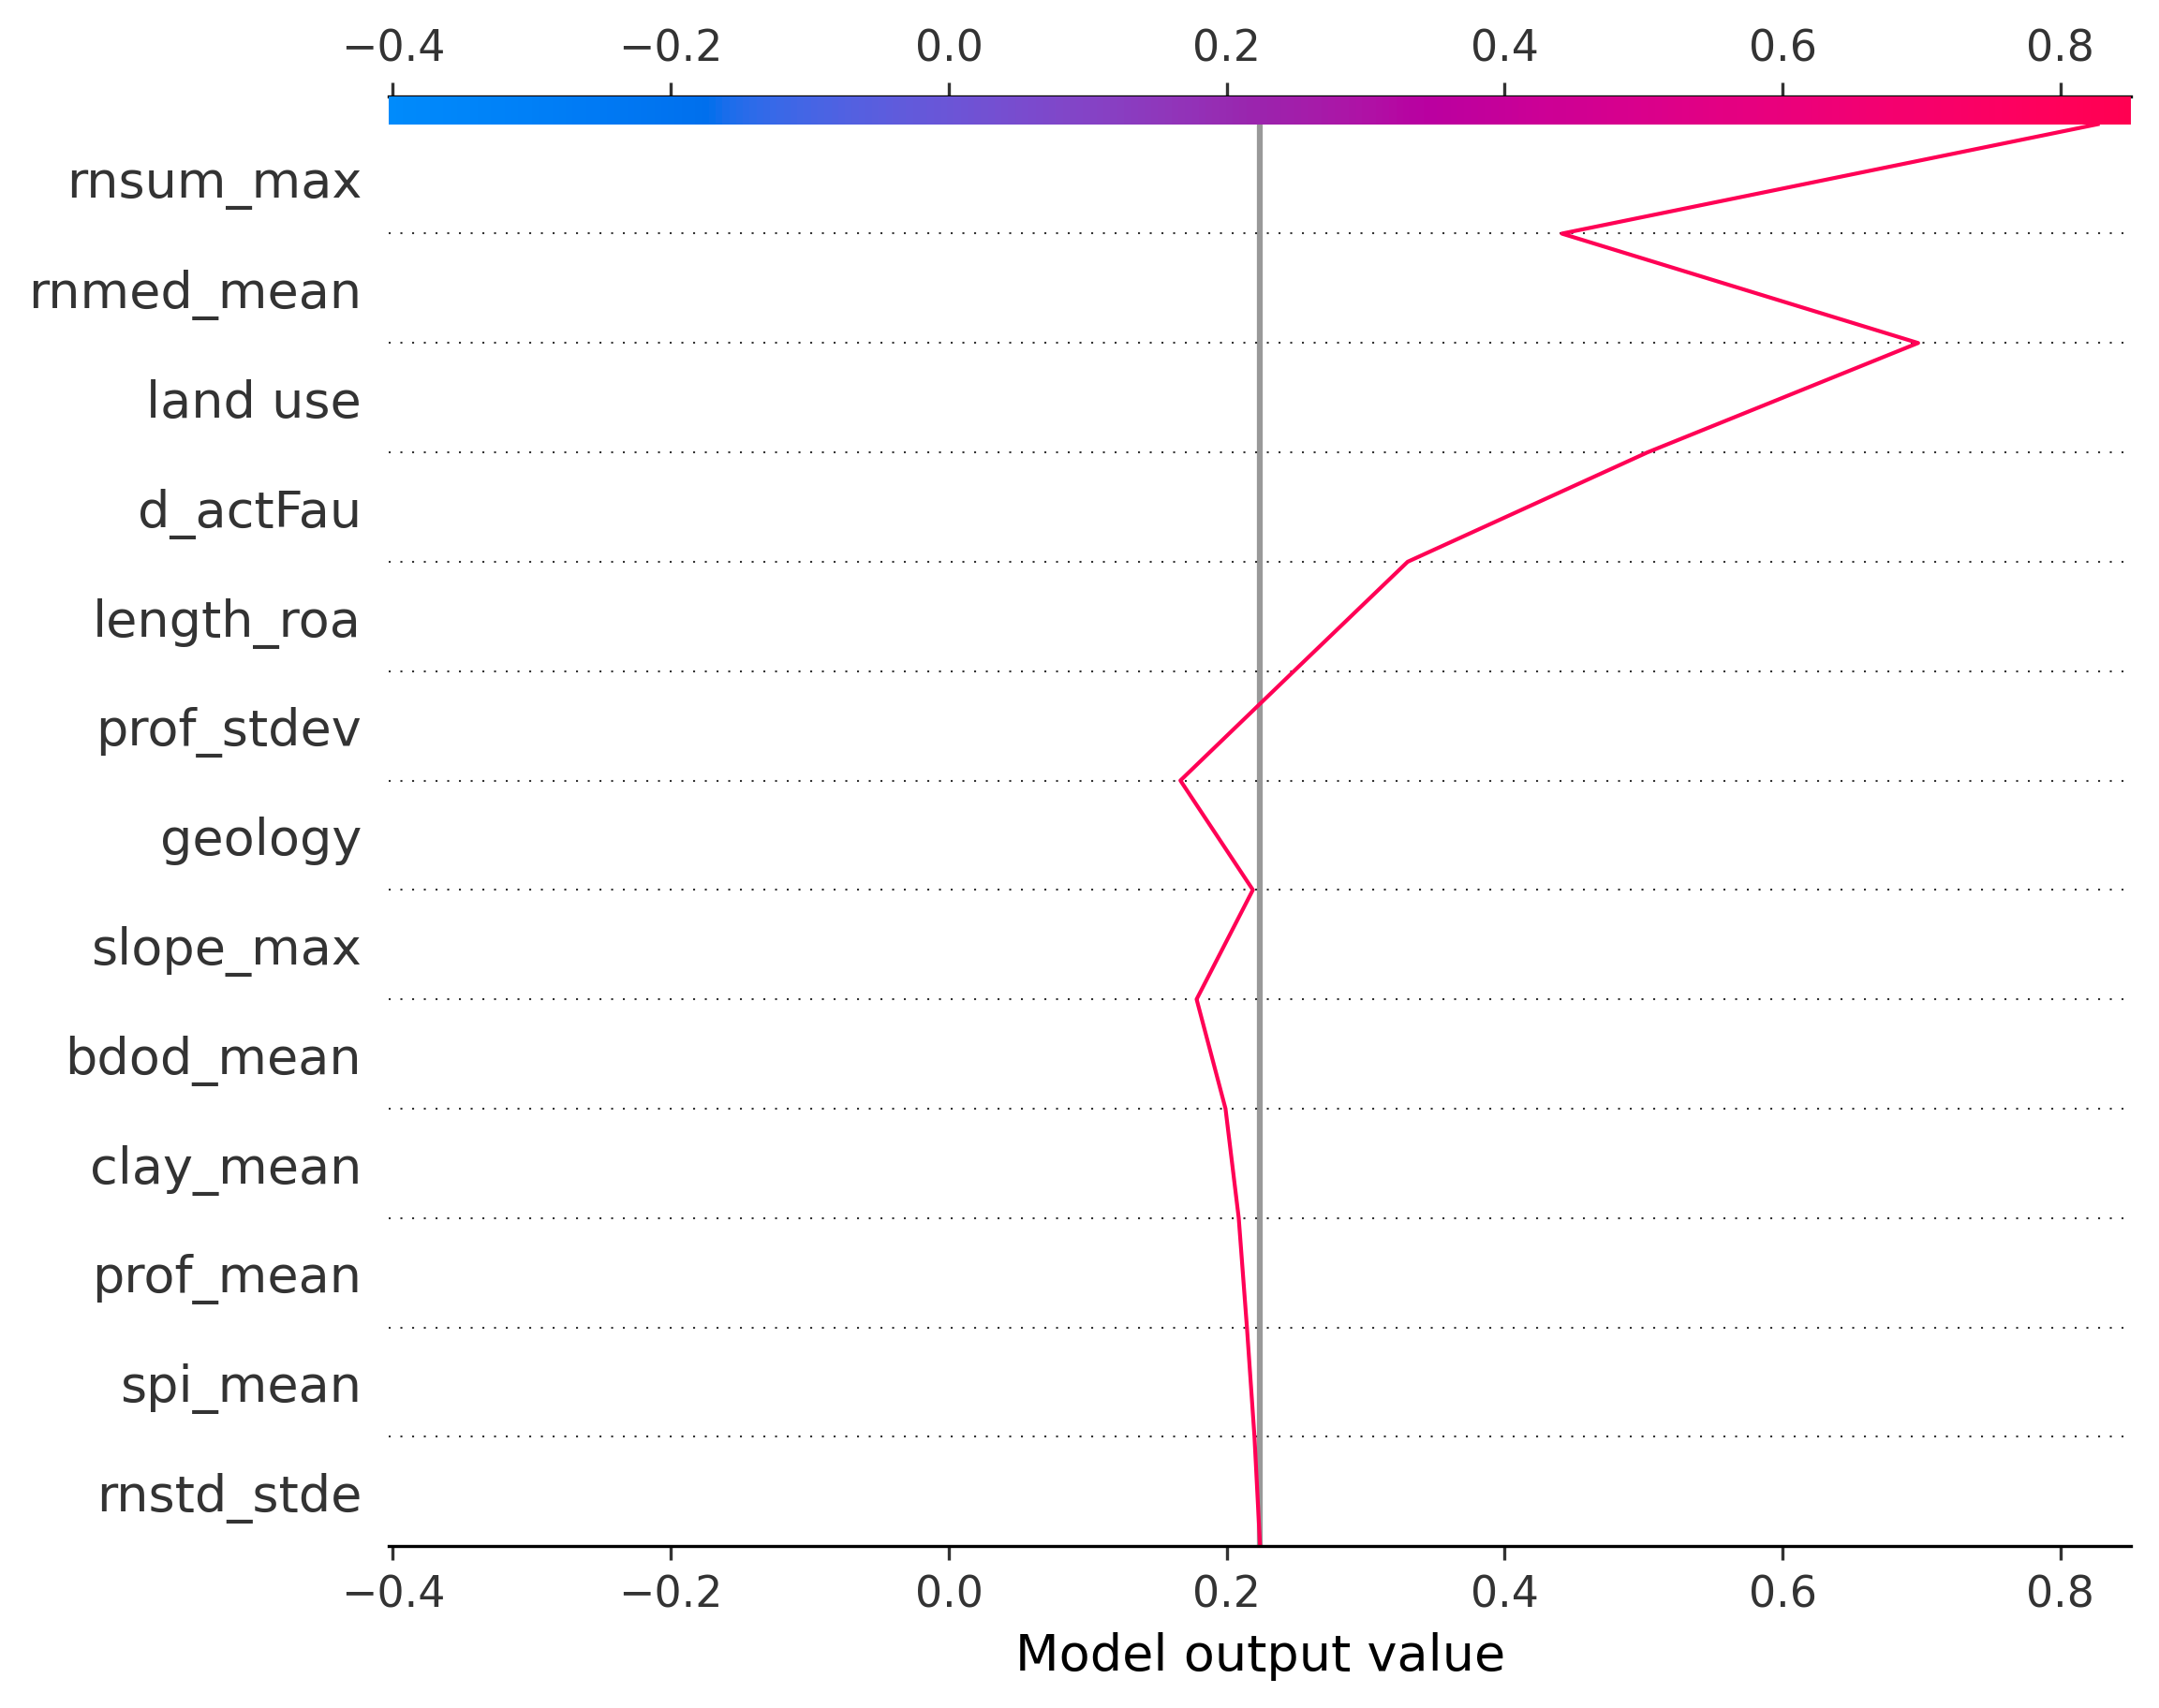 −0.4 −0.2 0.0 0.2 0.4 0.6 0.8
rnsum_max
rnmed_mean
land use
d_actFau
length_roa
prof_stdev
geology
slope_max
bdod_mean
clay_mean
prof_mean
spi_mean
rnstd_stde
−0.4 −0.2 0.0 0.2 0.4 0.6 0.8
Model output value